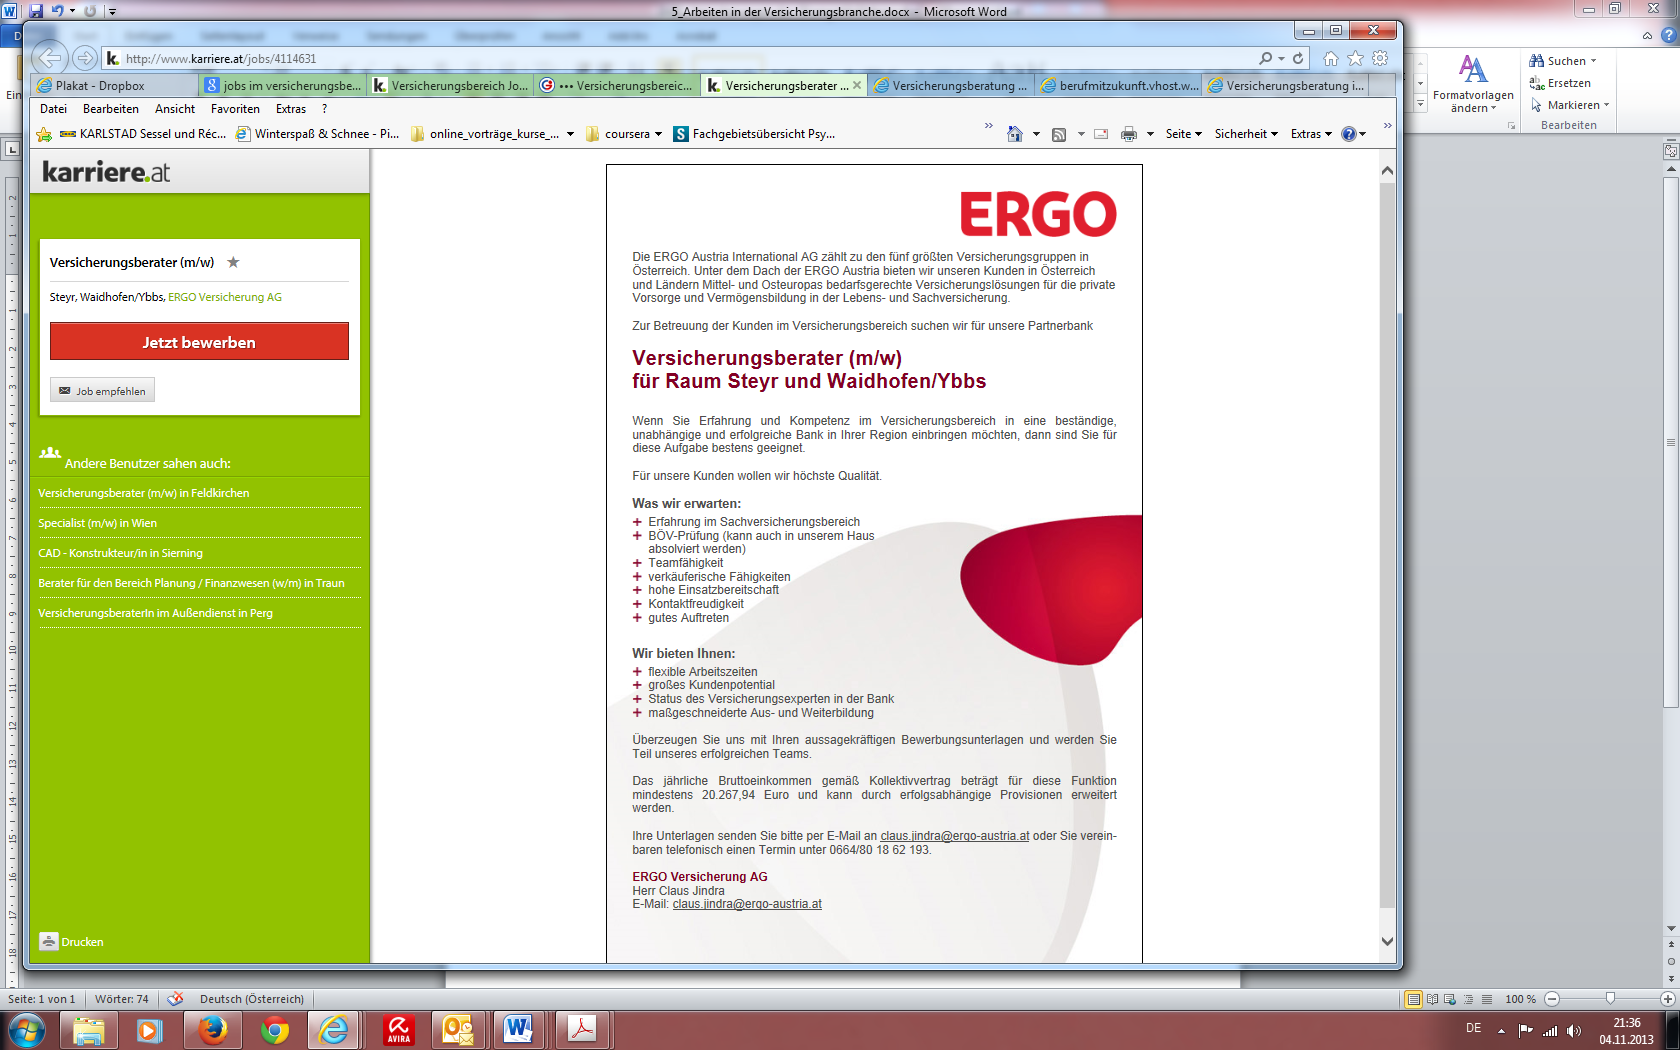 5_Arbeiten in der Versicherungsbranche.docx - Microsoft Word
http://www.karriere.at/jobs/4114631
Plakat - Dropbox
jobs im versicherungsbe...
Versicherungsbereich Jo...
••• Versicherungsbereic...
Versicherungsberater ...
Versicherungsberatung ...
berufmitzukunft.vhost.w...
Versicherungsberatung i...
Datei Bearbeiten Ansicht Favoriten Extras ?
KARLSTAD Sessel und Réc...
Winterspaß & Schnee - Pi...
online_vorträge_kurse_...
coursera
Fachgebietsübersicht Psy...
Seite Sicherheit Extras
Suchen
Ersetzen
Markieren
Formatvorlagen
ändern
Bearbeiten
karriere.at
Versicherungsberater (m/w)
Steyr, Waidhofen/Ybbs, ERGO Versicherung AG
Jetzt bewerben
Job empfehlen
Andere Benutzer sahen auch:
Versicherungsberater (m/w) in Feldkirchen
Specialist (m/w) in Wien
CAD - Konstrukteur/in in Sierning
Berater für den Bereich Planung / Finanzwesen (w/m) in Traun
VersicherungsberaterIn im Außendienst in Perg
Drucken
ERGO
Die ERGO Austria International AG zählt zu den fünf größten Versicherungsgruppen in
Österreich. Unter dem Dach der ERGO Austria bieten wir unseren Kunden in Österreich
und Ländern Mittel- und Osteuropas bedarfsgerechte Versicherungslösungen für die private
Vorsorge und Vermögensbildung in der Lebens- und Sachversicherung.
Zur Betreuung der Kunden im Versicherungsbereich suchen wir für unsere Partnerbank
Versicherungsberater (m/w)
für Raum Steyr und Waidhofen/Ybbs
Wenn Sie Erfahrung und Kompetenz im Versicherungsbereich in eine beständige,
unabhängige und erfolgreiche Bank in Ihrer Region einbringen möchten, dann sind Sie für
diese Aufgabe bestens geeignet.
Für unsere Kunden wollen wir höchste Qualität.
Was wir erwarten:
+ Erfahrung im Sachversicherungsbereich
+ BÖV-Prüfung (kann auch in unserem Haus
absolviert werden)
+ Teamfähigkeit
+ verkäuferische Fähigkeiten
+ hohe Einsatzbereitschaft
+ Kontaktfreudigkeit
+ gutes Auftreten
Wir bieten Ihnen:
+ flexible Arbeitszeiten
+ großes Kundenpotential
+ Status des Versicherungsexperten in der Bank
+ maßgeschneiderte Aus- und Weiterbildung
Überzeugen Sie uns mit Ihren aussagekräftigen Bewerbungsunterlagen und werden Sie
Teil unseres erfolgreichen Teams.
Das jährliche Bruttoeinkommen gemäß Kollektivvertrag beträgt für diese Funktion
mindestens 20.267,94 Euro und kann durch erfolgsabhängige Provisionen erweitert
werden.
Ihre Unterlagen senden Sie bitte per E-Mail an claus.jindra@ergo-austria.at oder Sie verein-
baren telefonisch einen Termin unter 0664/80 18 62 193.
ERGO Versicherung AG
Herr Claus Jindra
E-Mail: claus.jindra@ergo-austria.at
Seite: 1 von 1 Wörter: 74 Deutsch (Österreich)
100 %
AVIRA
DE
21:36
04.11.2013